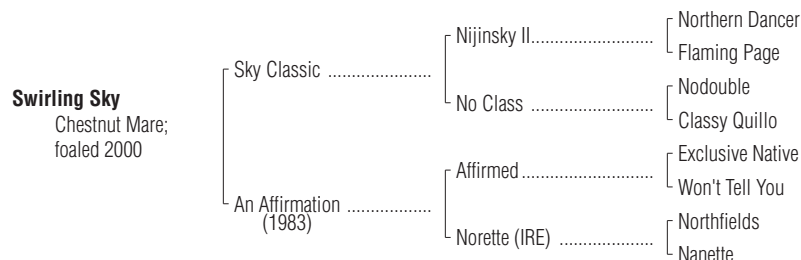 Northern Dancer
Nijinsky II
Flaming Page
Sky Classic
Nodouble
No Class
Classy Quillo
Swirling Sky
Chestnut Mare;
foaled 2000
Exclusive Native
Affirmed
Won't Tell You
An Affirmation
(1983)
Northfields
Norette (IRE)
Nanette